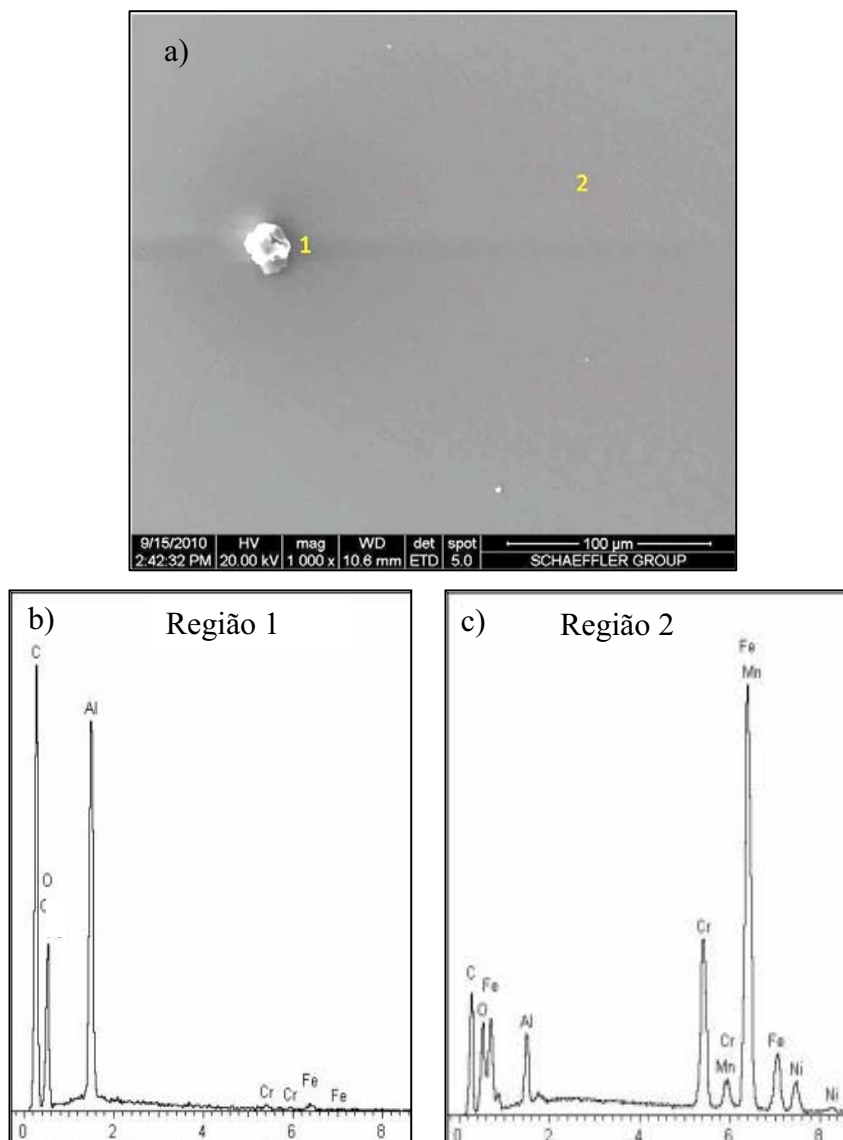 a)
2
1
9/15/2010 HV mag WD det spot 100 µm
2:42:32 PM 20.00 kV 1 000 x 10.6 mm ETD 5.0 SCHAEFFLER GROUP
b) Região 1
C
Al
O
Cr Cr Fe Fe
0 2 4 6 8
c) Região 2
Fe
Mn
Cr
C
Fe
O
Al
Cr
Mn
Fe
Ni
Ni
0 2 4 6 8